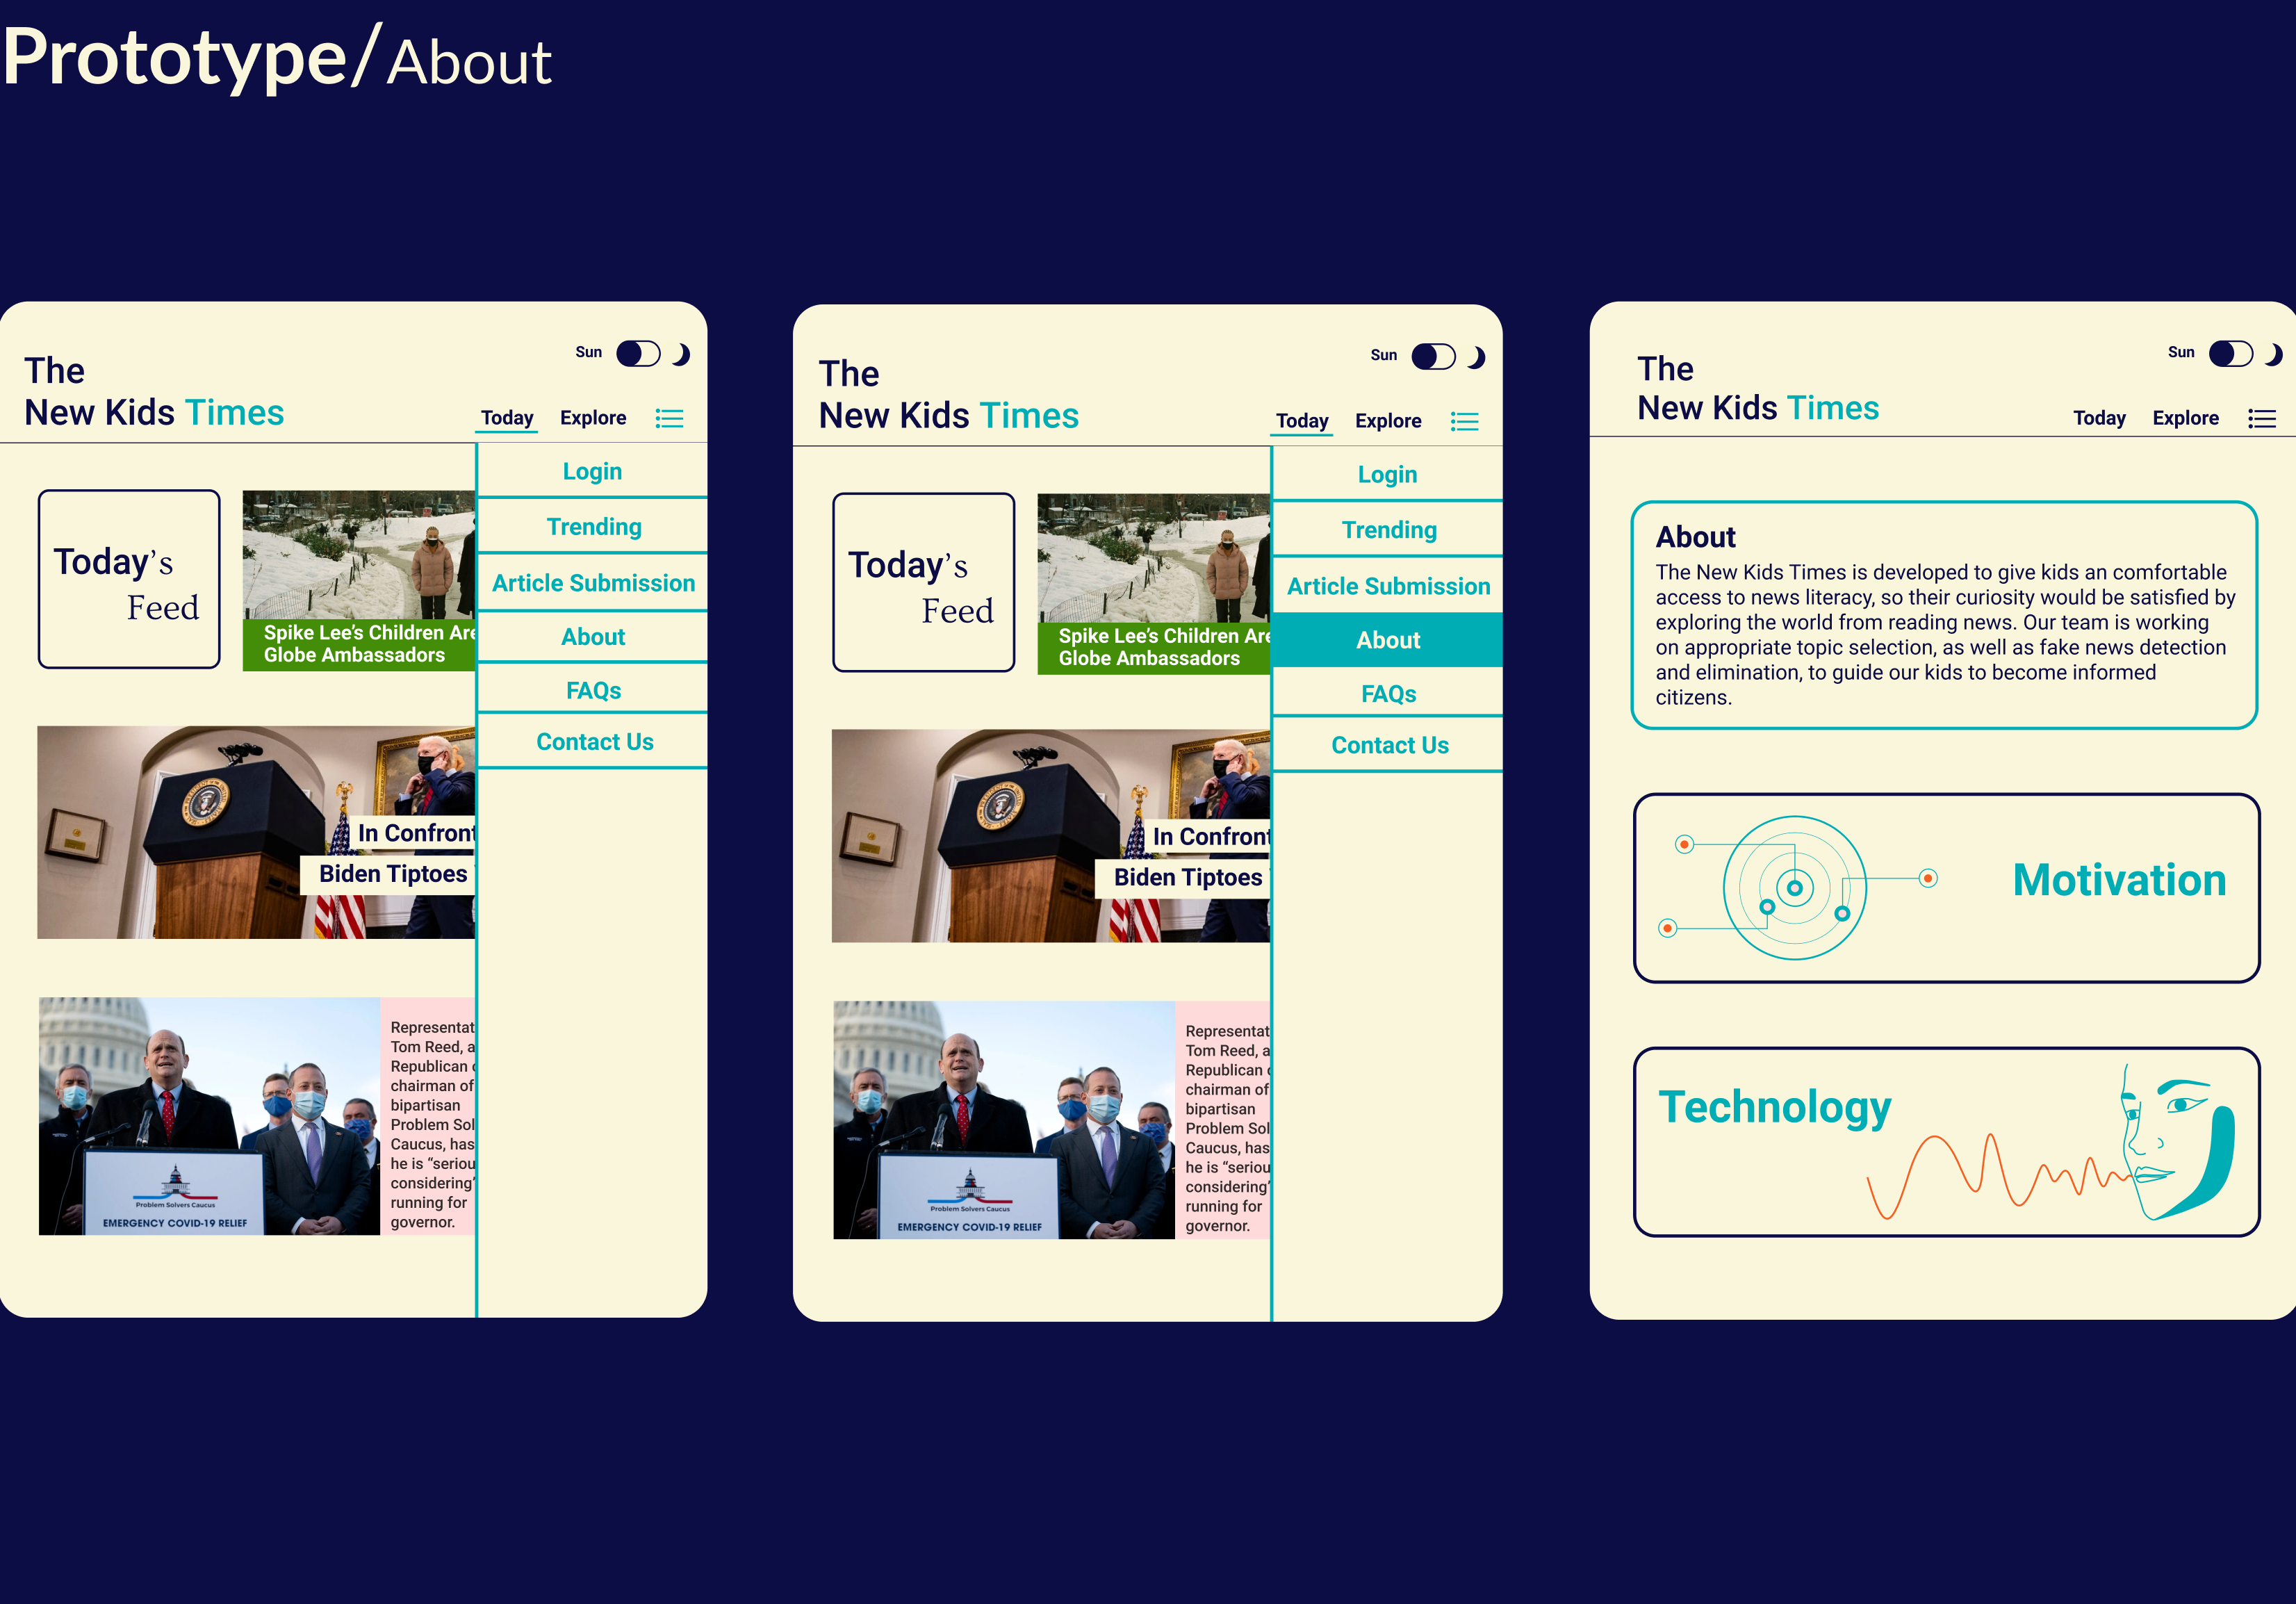 Prototype/About
Sun
The
New Kids Times
Today Explore
Today's
Feed
Spike Lee’s Children Are
Globe Ambassadors
Login
Trending
Article Submission
About
FAQs
Contact Us
In Confront
Biden Tiptoes
Representat
Tom Reed, a
Republican
chairman of
bipartisan
Problem Sol
Caucus, has
he is “seriou
considering”
running for
governor.
Problem Solvers Caucus
EMERGENCY COVID-19 RELIEF
Sun
The
New Kids Times
Today Explore
Today's
Feed
Spike Lee’s Children Are
Globe Ambassadors
Login
Trending
Article Submission
About
FAQs
Contact Us
In Confront
Biden Tiptoes
Representat
Tom Reed, a
Republican
chairman of
bipartisan
Problem Sol
Caucus, has
he is “seriou
considering”
running for
governor.
Problem Solvers Caucus
EMERGENCY COVID-19 RELIEF
Sun
The
New Kids Times
Today Explore
About
The New Kids Times is developed to give kids an comfortable
access to news literacy, so their curiosity would be satisfied by
exploring the world from reading news. Our team is working
on appropriate topic selection, as well as fake news detection
and elimination, to guide our kids to become informed
citizens.
Motivation
Technology